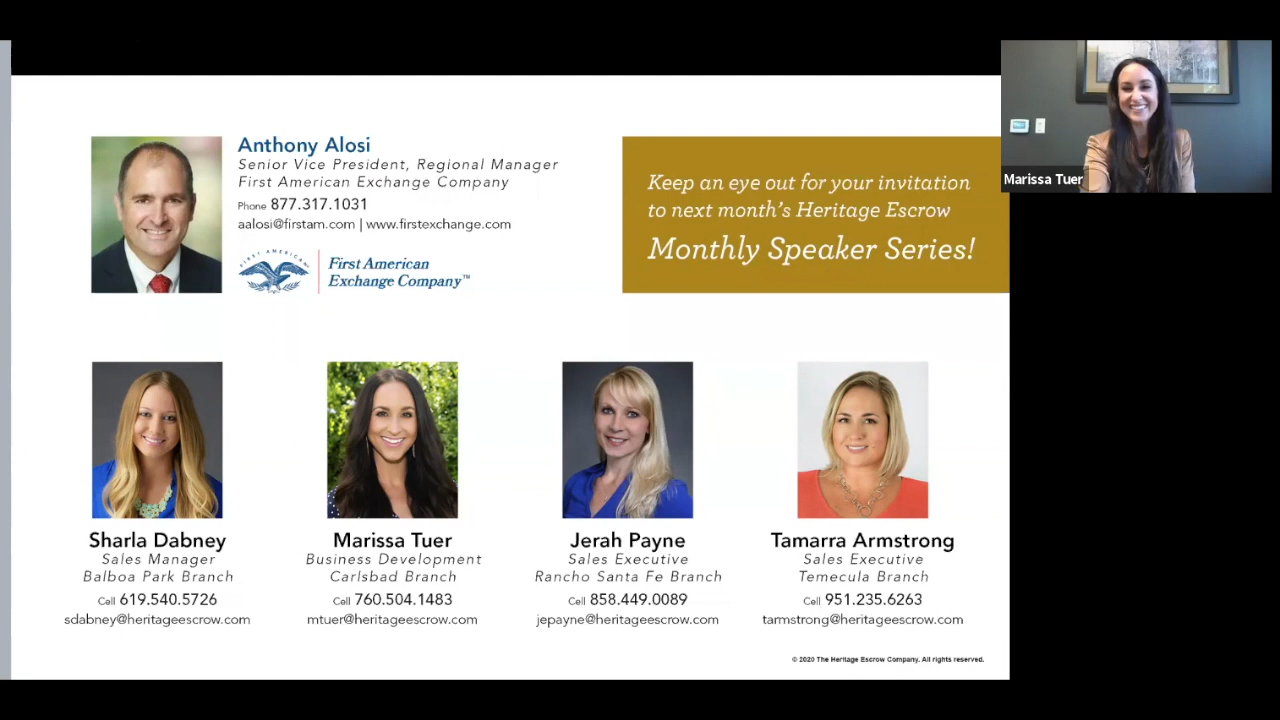 Anthony Alosi
Senior Vice President, Regional Manager
First American Exchange Company
Phone 877.317.1031
aalosi@firstam.com | www.firstexchange.com
FIRST AMERICAN
First American
Exchange Company™
Keep an eye out for your invitation
to next month's Heritage Escrow
Monthly Speaker Series!
Marissa Tuer
Sharla Dabney
Sales Manager
Balboa Park Branch
Cell 619.540.5726
sdabney@heritageescrow.com
Marissa Tuer
Business Development
Carlsbad Branch
Cell 760.504.1483
mtuer@heritageescrow.com
Jerah Payne
Sales Executive
Rancho Santa Fe Branch
Cell 858.449.0089
jepayne@heritageescrow.com
Tamarra Armstrong
Sales Executive
Temecula Branch
Cell 951.235.6263
tarmstrong@heritageescrow.com
© 2020 The Heritage Escrow Company. All rights reserved.